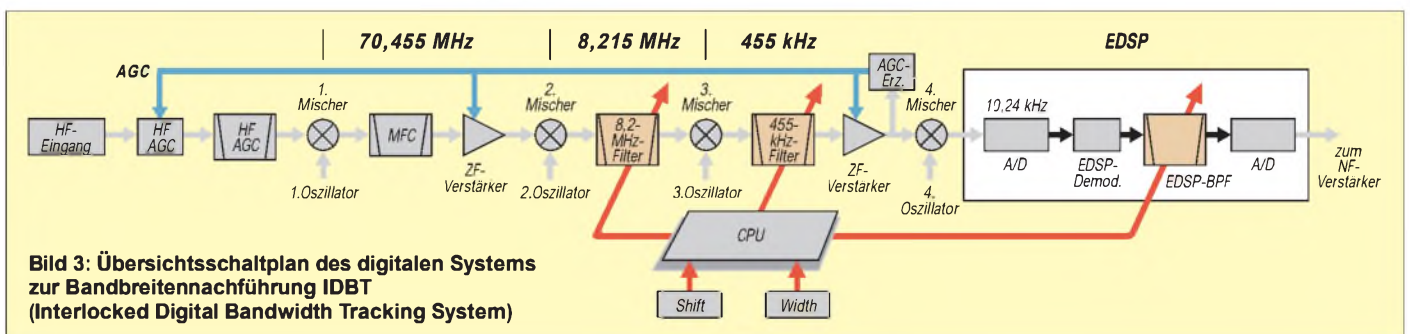 70,455 MHz
8,215 MHz
455 kHz
EDSP
AGC
AGC-
Erz.
1.
Mischer
2.
Mischer
3.
Mischer
4.
Mischer
10,24 kHz
HF-
Eingang
HF
AGC
HF
AGC
MFC
8,2-
MHz-
Filter
455-
kHz-
Filter
ZF-
Verstärker
ZF-
Verstärker
1.Oszillator
2.Oszillator
3.Oszillator
4.
Oszillator
A/D
EDSP-
Demod.
EDSP-BPF
A/D
zum
NF-
Verstärker
CPU
Shift
Width
Bild 3: Übersichtsschaltplan des digitalen Systems
zur Bandbreitennachführung IDBT
(Interlocked Digital Bandwidth Tracking System)